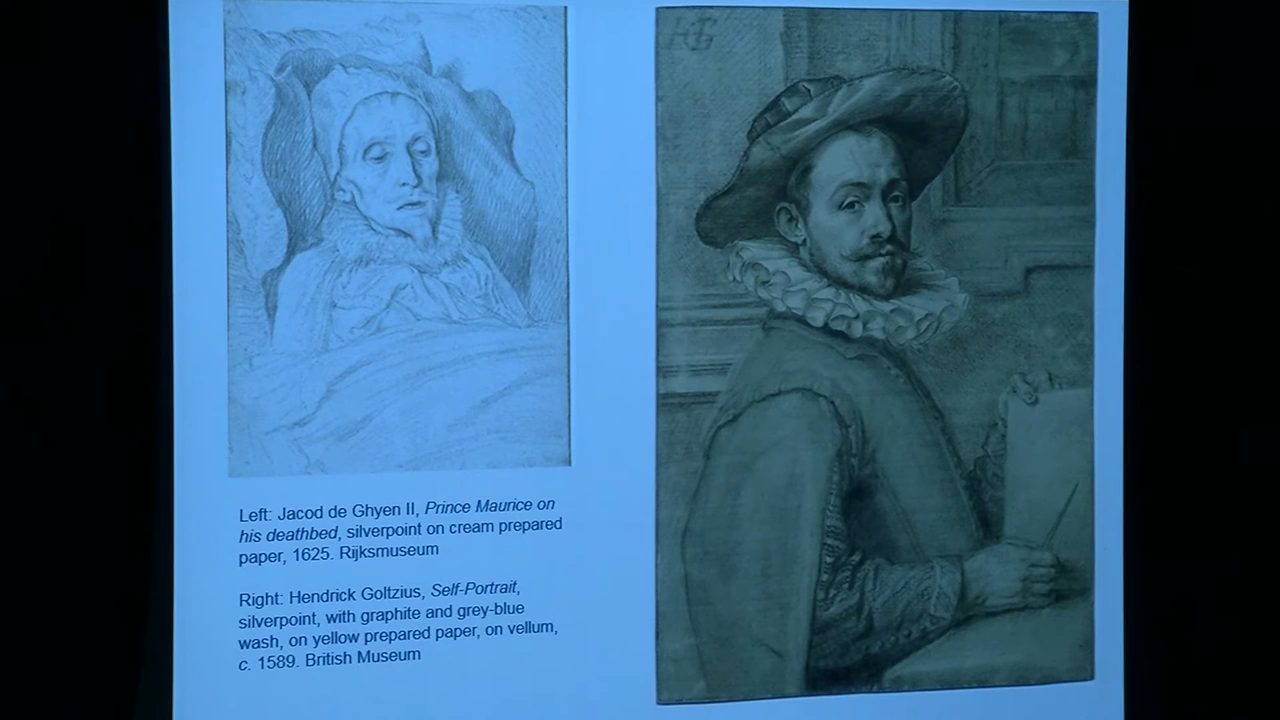 HG
Left: Jacod de Ghyen II, Prince Maurice on
his deathbed, silverpoint on cream prepared
paper, 1625. Rijksmuseum
Right: Hendrick Goltzius, Self-Portrait,
silverpoint, with graphite and grey-blue
wash, on yellow prepared paper, on vellum,
c. 1589. British Museum